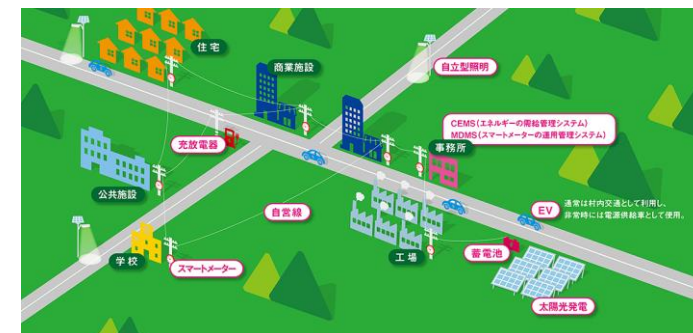 住宅
商業施設
自立型照明
CEMS(エネルギーの需給管理システム)
MDMS(スマートメーターの運用管理システム)
充放電器
事務所
公共施設
EV
通常は村内交通として利用し、
非常時には電源供給車として使用。
自営線
学校
スマートメーター
工場
蓄電池
太陽光発電